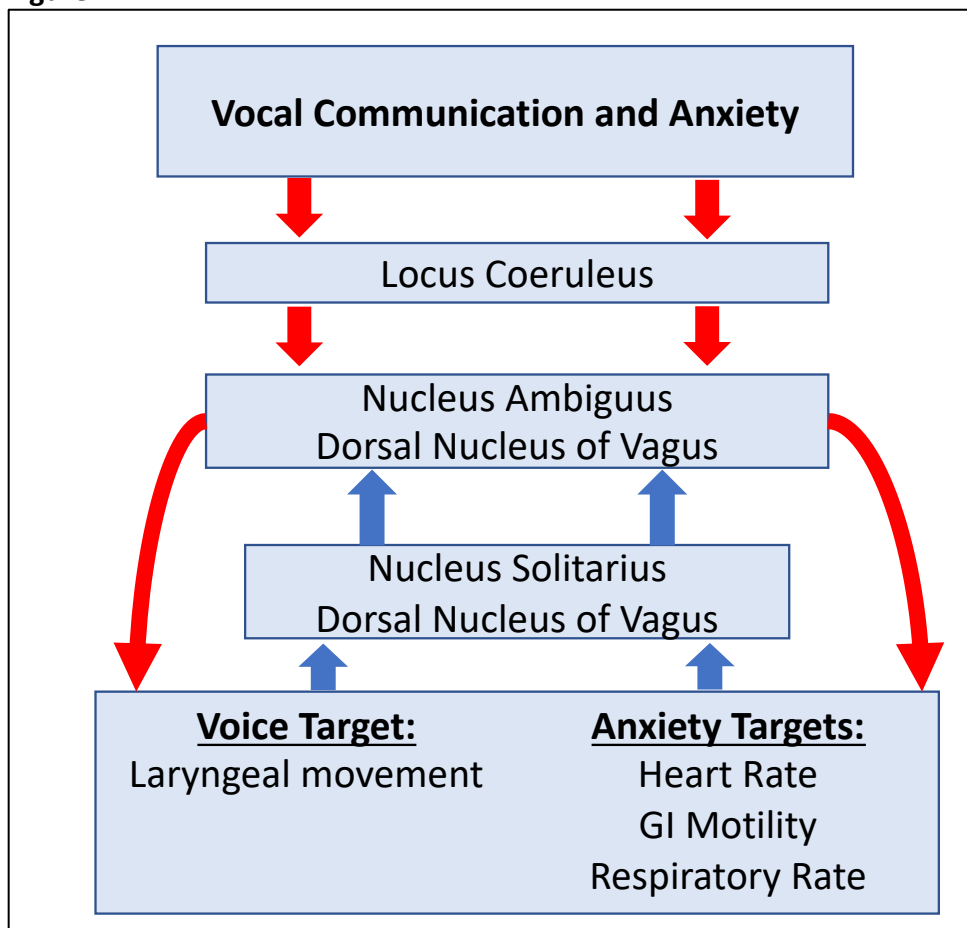 Vocal Communication and Anxiety
Locus Coeruleus
Nucleus Ambiguus
Dorsal Nucleus of Vagus
Nucleus Solitarius
Dorsal Nucleus of Vagus
Voice Target:
Laryngeal movement
Anxiety Targets:
Heart Rate
GI Motility
Respiratory Rate